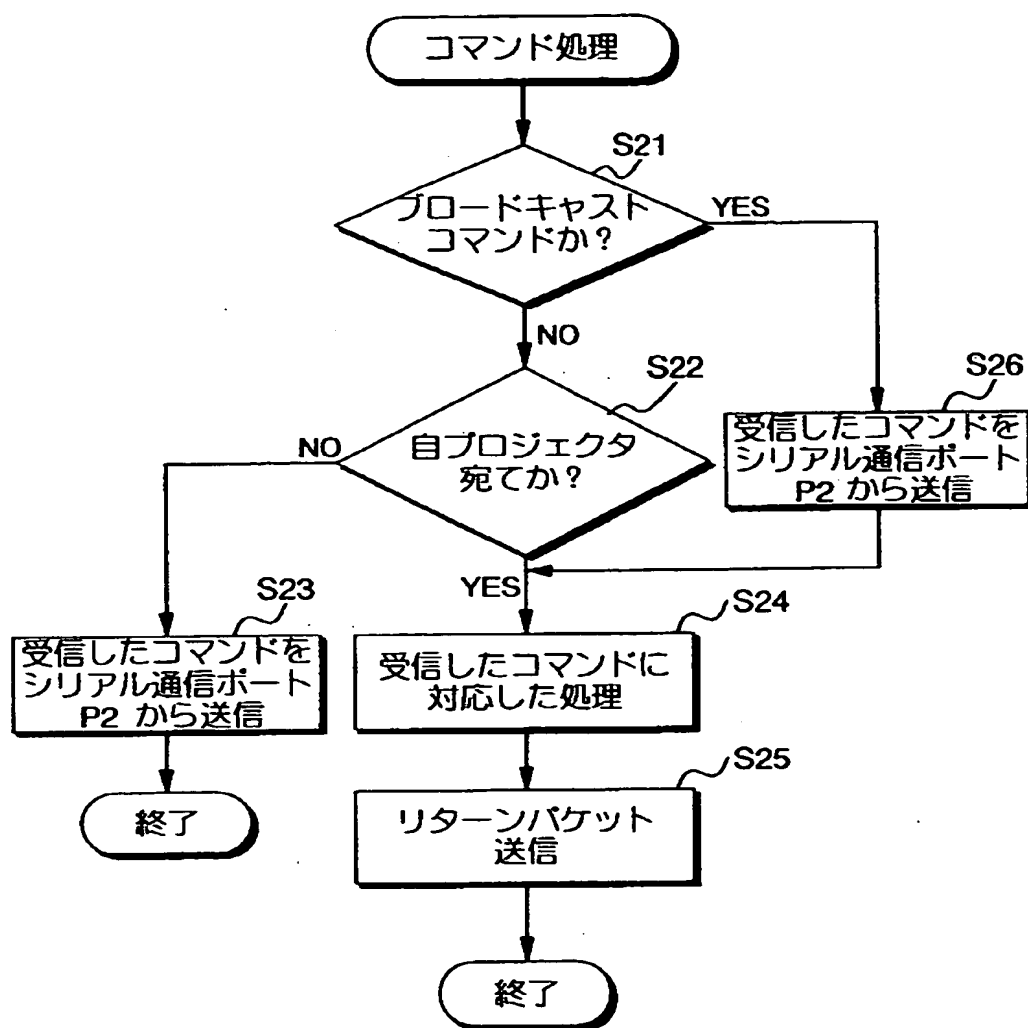 コマンド処理
S21
ブロードキャスト
コマンドか?
YES
NO
S22
自プロジェクタ
宛てか?
NO
S26
受信したコマンドを
シリアル通信ポート
P2 から送信
YES
S23
受信したコマンドを
シリアル通信ポート
P2 から送信
終了
S24
受信したコマンドに
対応した処理
S25
リターンパケット
送信
終了